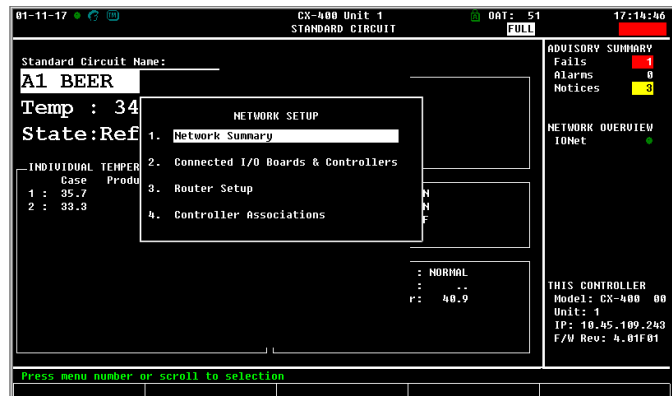 01-11-17 CX-400 Unit 1 OAT: 51 17:14:46
STANDARD CIRCUIT FULL
ADVISORY SUMMARY
Fails 1
Alarms 0
Notices 3
NETWORK OVERVIEW
IONet
THIS CONTROLLER
Model: CX-400 00
Unit: 1
IP: 10.45.109.243
F/W Rev: 4.01F01
Standard Circuit Name:
A1 BEER
Temp : 34
State:Ref
INDIVIDUAL TEMPER
Case Produ
1 : 35.7
2 : 33.3
NETWORK SETUP
1. Network Summary
2. Connected I/O Boards & Controllers
3. Router Setup
4. Controller Associations
N
N
F
: NORMAL
: ..
r: 40.9
Press menu number or scroll to selection